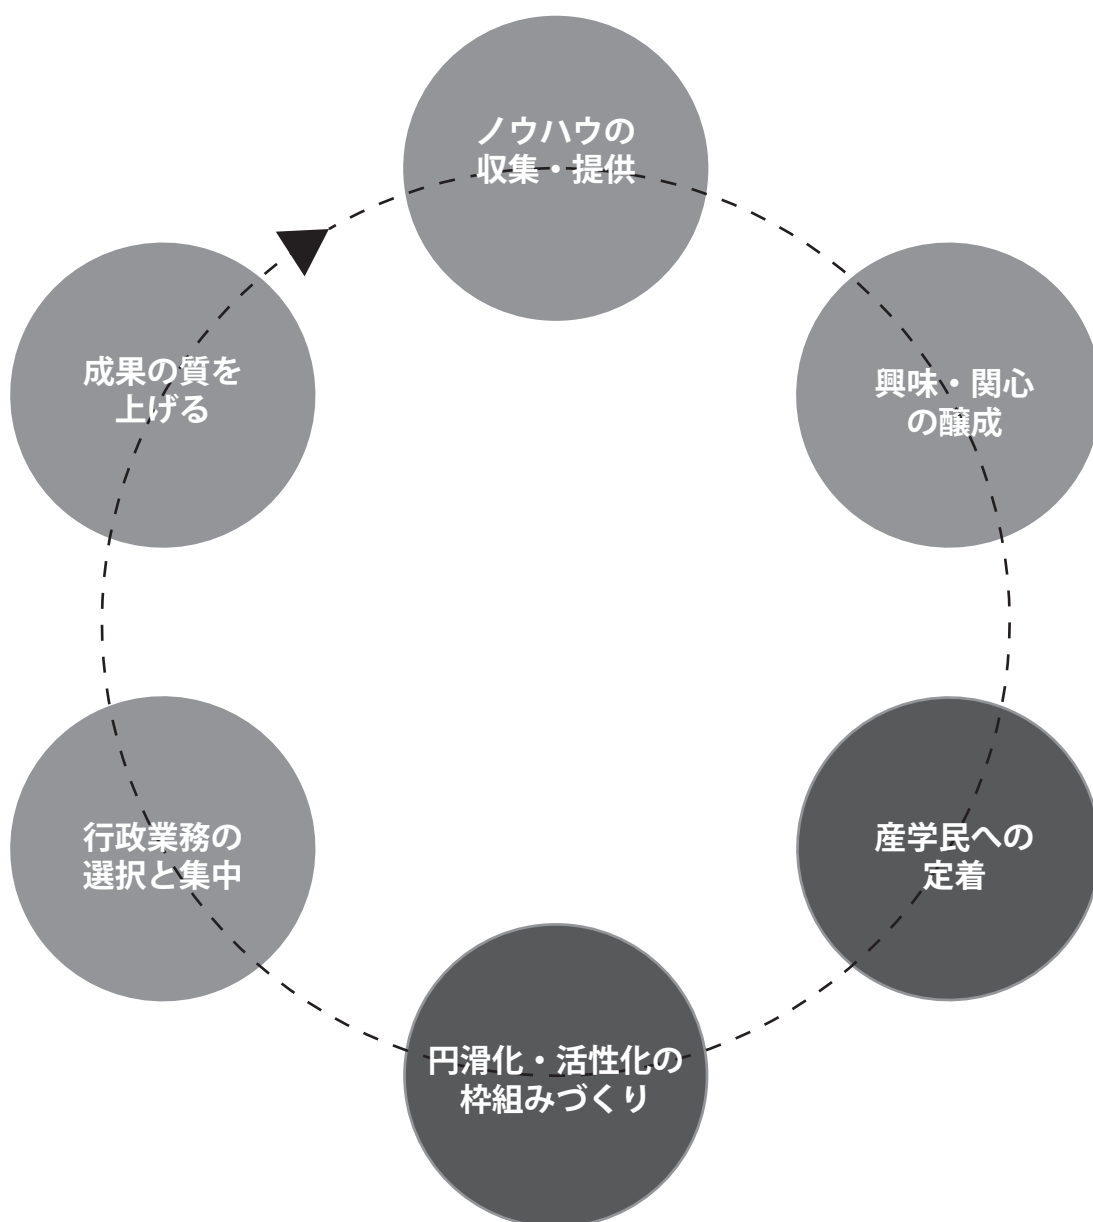 ノウハウの
収集・提供
興味・関心
の醸成
産学民への
定着
円滑化・活性化の
枠組みづくり
行政業務の
選択と集中
成果の質を
上げる